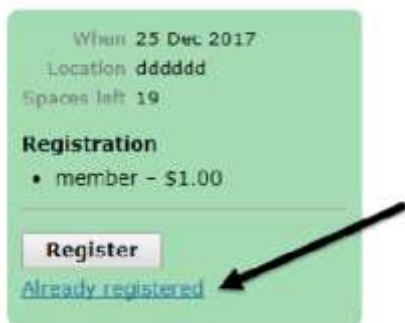 When 25 Dec 2017
Location dddddd
Spaces left 19
Registration
• member – $1.00
Register
Already registered